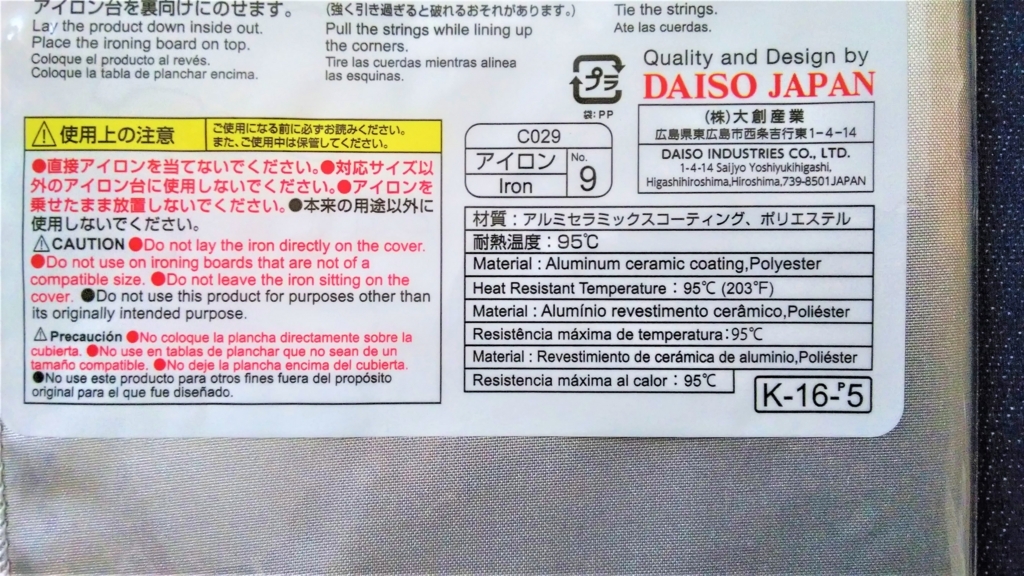 アイロン台を裏向けにのせます。
Lay the product down inside out.
Place the ironing board on top.
Coloque el producto al revés.
Coloque la tabla de planchar encima.
(強く引き過ぎると破れるおそれがあります。)
Pull the strings while lining up
the corners.
Tire las cuerdas mientras alinea
las esquinas.
Tie the strings.
Ate las cuerdas.
プラ
袋:PP
Quality and Design by
DAISO JAPAN
(株)大創産業
広島県東広島市西条吉行東1-4-14
DAISO INDUSTRIES CO., LTD.
1-4-14 Saijyo Yoshiyukihigashi,
Higashihiroshima,Hiroshima,739-8501 JAPAN
使用上の注意
ご使用になる前に必ずお読みください。
また、ご使用中は保管してください。
●直接アイロンを当てないでください。●対応サイズ以
外のアイロン台に使用しないでください。●アイロンを
乗せたまま放置しないでください。●本来の用途以外に
使用しないでください。
⚠CAUTION ●Do not lay the iron directly on the cover.
●Do not use on ironing boards that are not of a
compatible size. ●Do not leave the iron sitting on the
cover. ●Do not use this product for purposes other than
its originally intended purpose.
⚠Precaución ●No coloque la plancha directamente sobre la
cubierta. ●No use en tablas de planchar que no sean de un
tamaño compatible. ●No deje la plancha encima del cubierta.
●No use este producto para otros fines fuera del propósito
original para el que fue diseñado.
C029
アイロン
Iron
No.
9
材質:アルミセラミックスコーティング、ポリエステル
耐熱温度:95℃
Material : Aluminum ceramic coating,Polyester
Heat Resistant Temperature : 95℃ (203℉)
Material : Alumínio revestimento cerâmico,Poliéster
Resistência máxima de temperatura:95℃
Material : Revestimiento de cerámica de aluminio,Poliéster
Resistencia máxima al calor : 95℃
K-16-P5